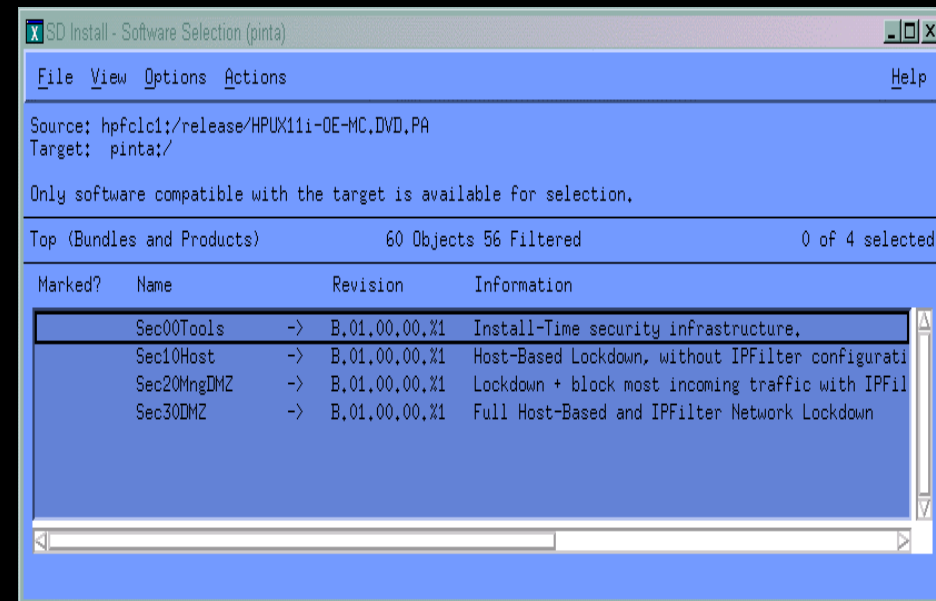 SD Install - Software Selection (pinta)
File View Options Actions Help
Source: hpfclc1:/release/HPUX11i-OE-MC.DVD.PA
Target: pinta:/
Only software compatible with the target is available for selection.
Top (Bundles and Products) 60 Objects 56 Filtered 0 of 4 selected
Marked? Name Revision Information
Sec00Tools -> B.01.00.00.%1 Install-Time security infrastructure.
Sec10Host -> B.01.00.00.%1 Host-Based Lockdown, without IPFilter configurati
Sec20MngDMZ -> B.01.00.00.%1 Lockdown + block most incoming traffic with IPFil
Sec30DMZ -> B.01.00.00.%1 Full Host-Based and IPFilter Network Lockdown